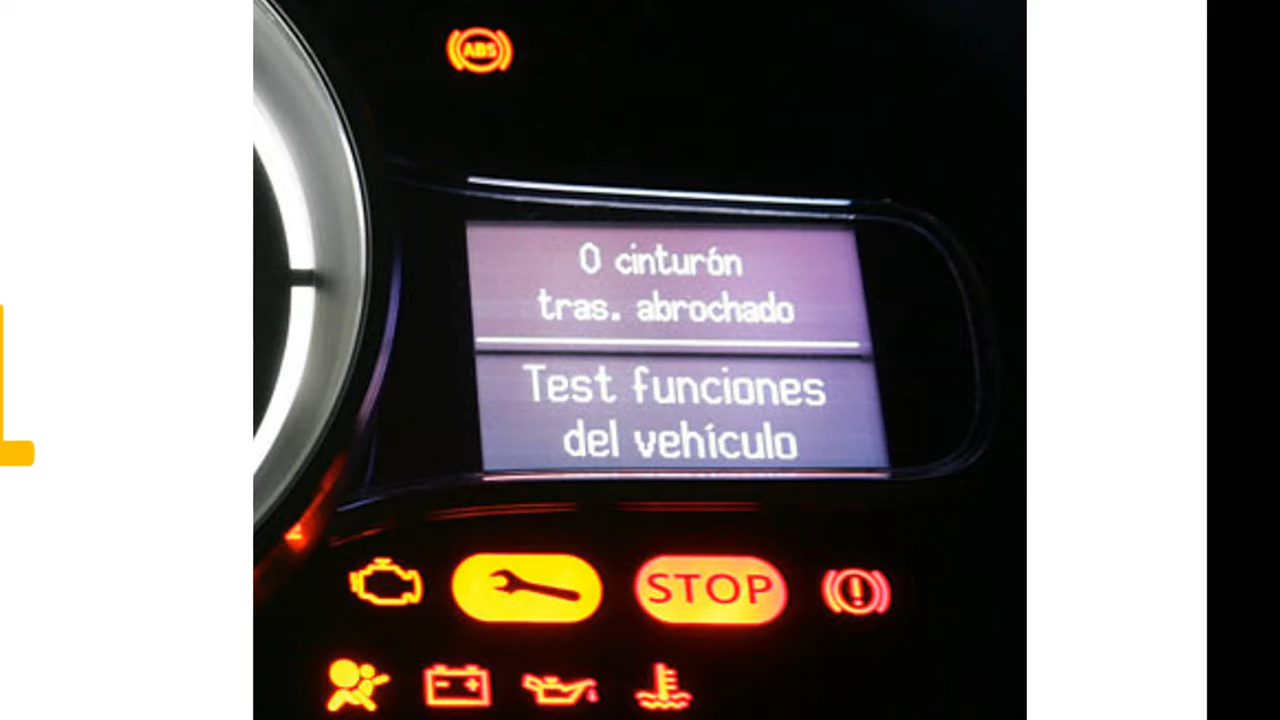 ABS
0 cinturón
tras. abrochado
Test funciones
del vehículo
STOP